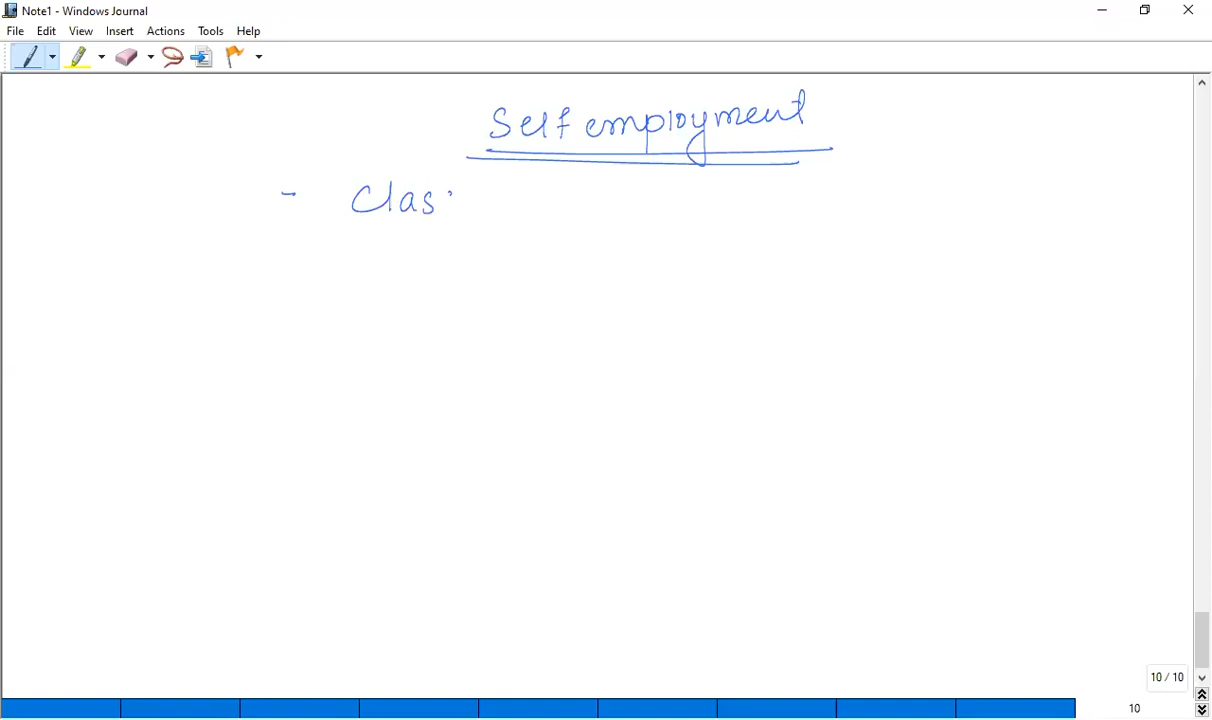 Note1 - Windows Journal
File Edit View Insert Actions Tools Help
Self employment
- Clas
10 / 10
10